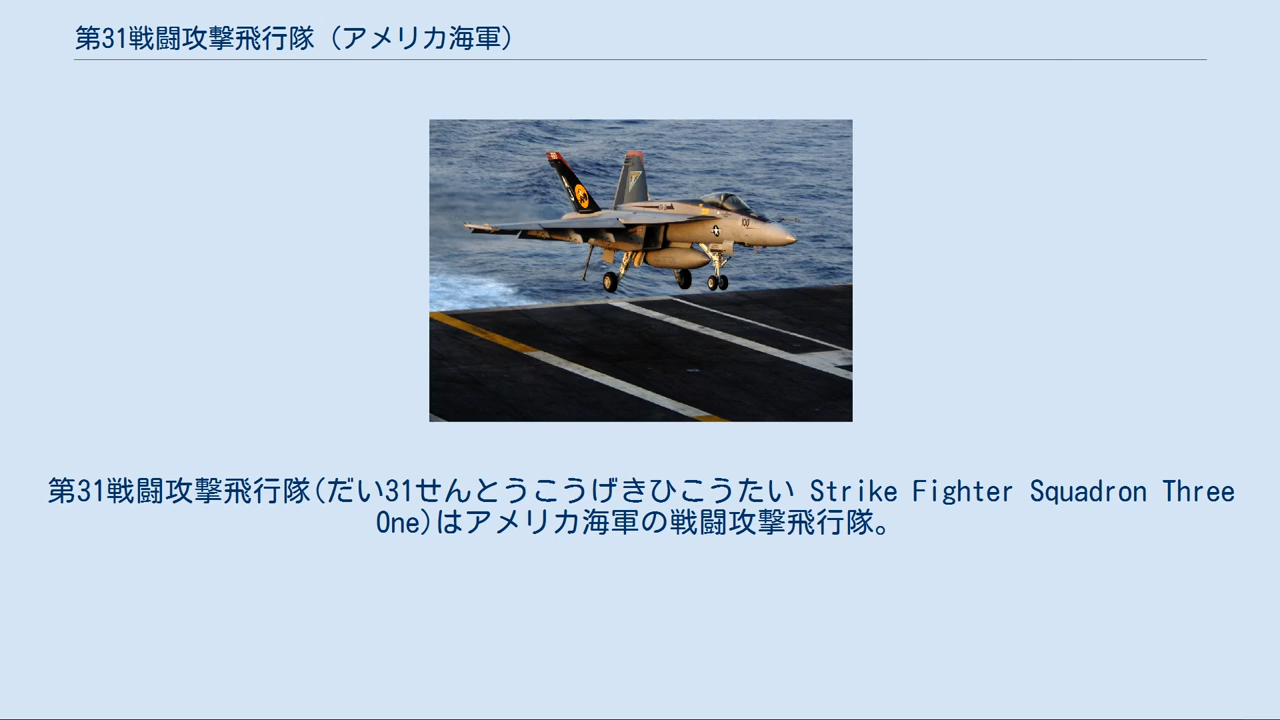 第31戦闘攻撃飛行隊（アメリカ海軍）
第31戦闘攻撃飛行隊(だい31せんとうこうげきひこうたい Strike Fighter Squadron Three
One)はアメリカ海軍の戦闘攻撃飛行隊。